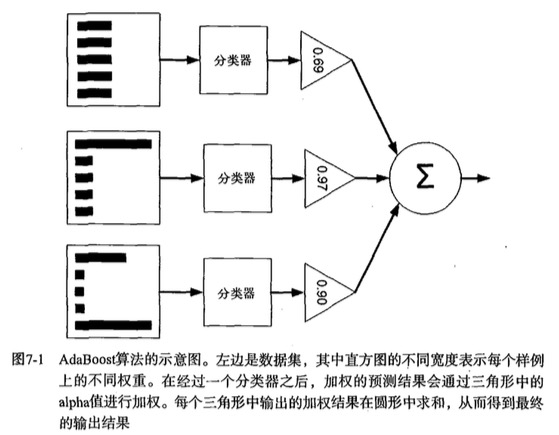 分类器
0.69
分类器
0.97
Σ
分类器
0.90
图7-1 AdaBoost算法的示意图。左边是数据集，其中直方图的不同宽度表示每个样例
上的不同权重。在经过一个分类器之后，加权的预测结果会通过三角形中的
alpha值进行加权。每个三角形中输出的加权结果在圆形中求和，从而得到最终
的输出结果